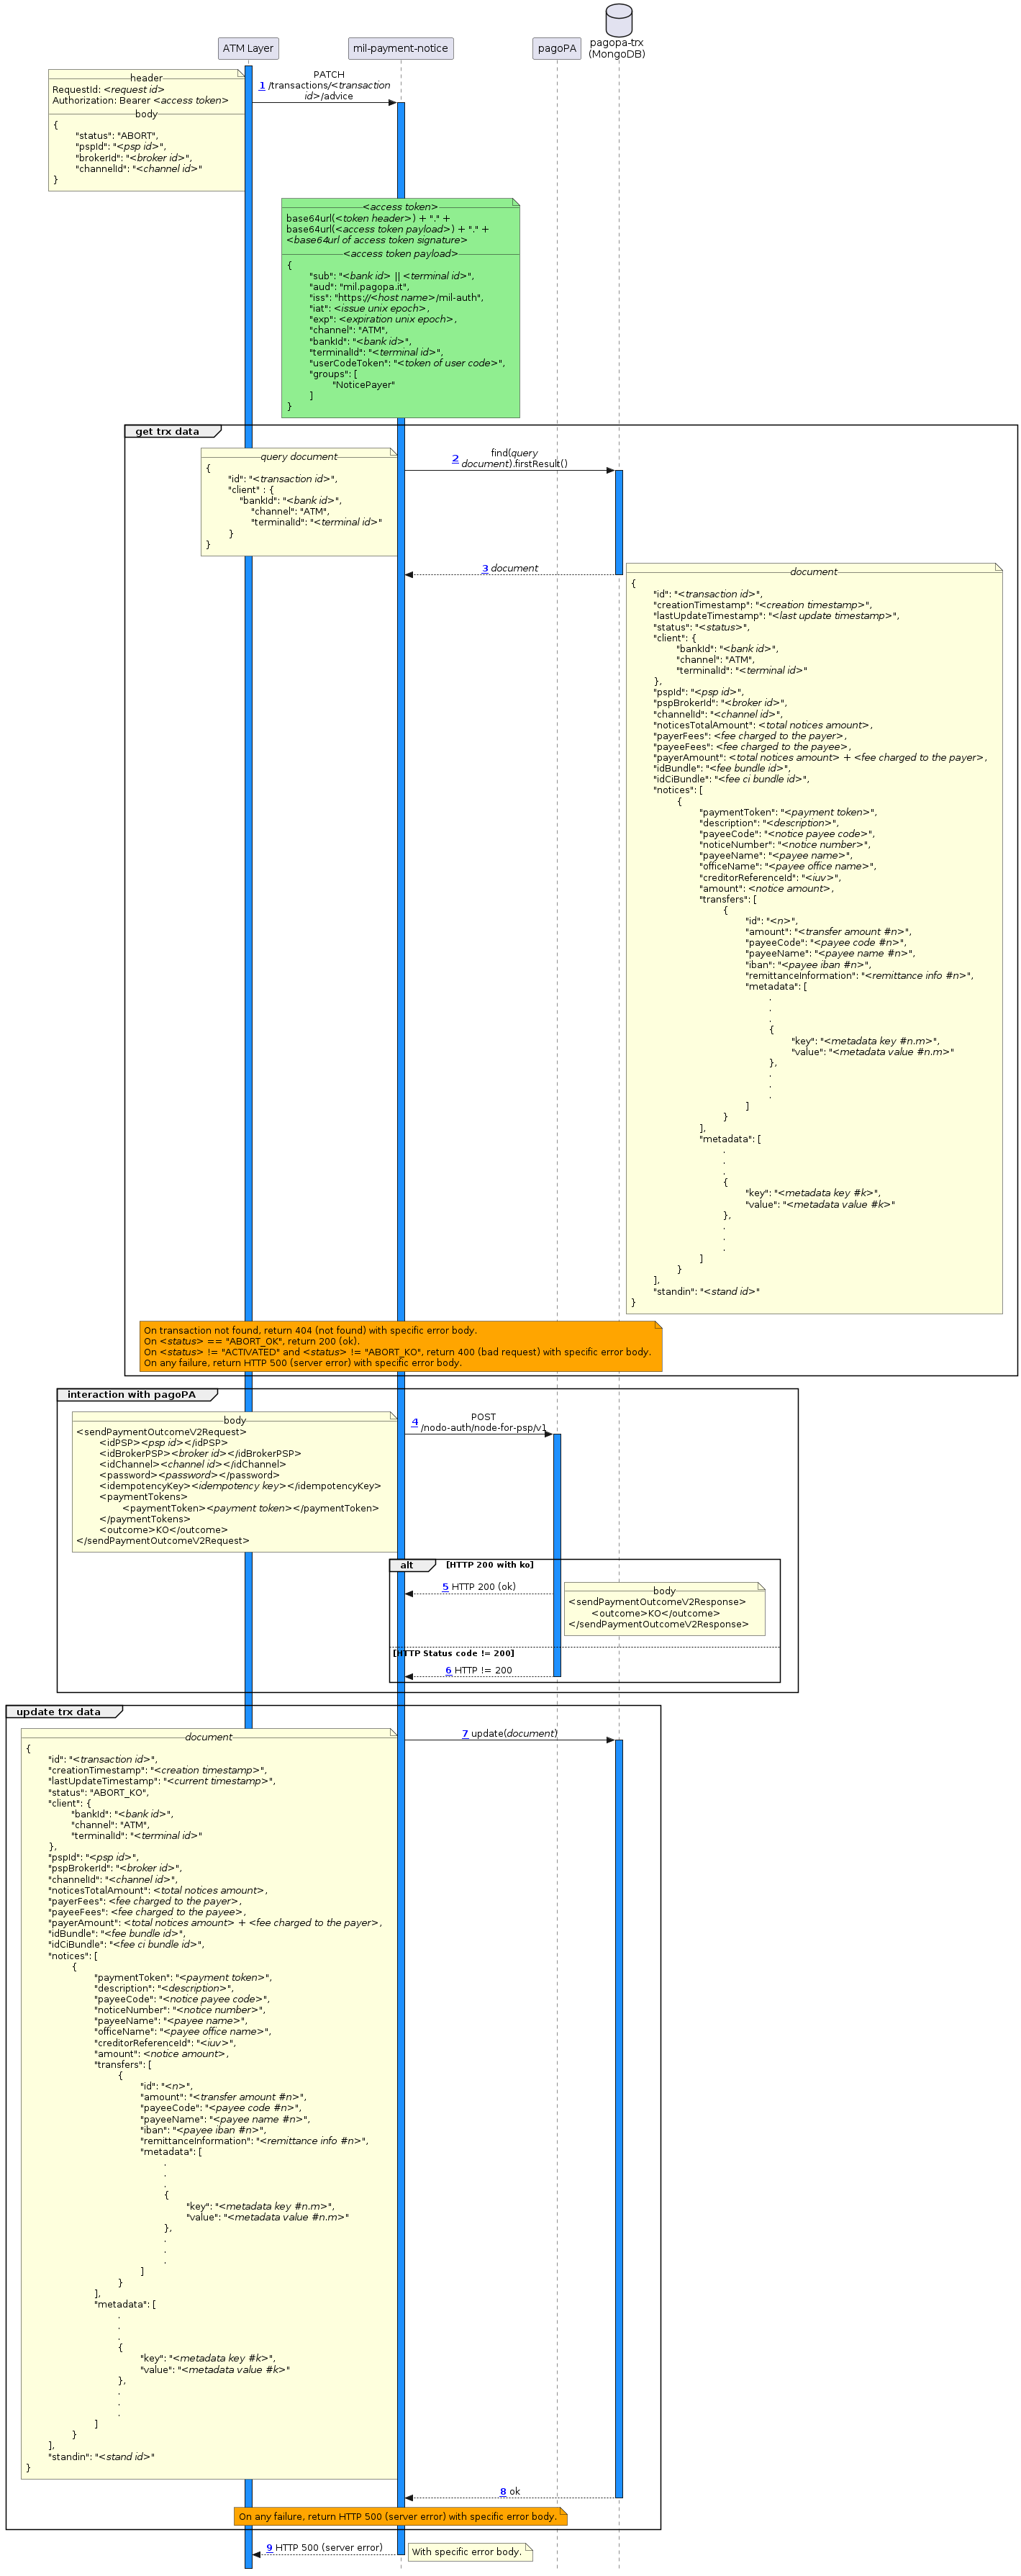 pagopa-trx
(MongoDB)
ATM Layer
mil-payment-notice
pagoPA
header
RequestId: <request id>
Authorization: Bearer <access token>
body
{
"status": "ABORT",
"pspId": "<psp id>",
"brokerId": "<broker id>",
"channelId": "<channel id>"
}
PATCH
1 /transactions/<transaction
id>/advice
<access token>
base64url(<token header>) + "." +
base64url(<access token payload>) + "." +
<base64url of access token signature>
<access token payload>
{
"sub": "<bank id> || <terminal id>",
"aud": "mil.pagopa.it",
"iss": "https://<host name>/mil-auth",
"iat": <issue unix epoch>,
"exp": <expiration unix epoch>,
"channel": "ATM",
"bankId": "<bank id>",
"terminalId": "<terminal id>",
"userCodeToken": "<token of user code>",
"groups": [
"NoticePayer"
]
}
get trx data
query document
{
"id": "<transaction id>",
"client" : {
"bankId": "<bank id>",
"channel": "ATM",
"terminalId": "<terminal id>"
}
}
find(query
2 document).firstResult()
3 document
document
{
"id": "<transaction id>",
"creationTimestamp": "<creation timestamp>",
"lastUpdateTimestamp": "<last update timestamp>",
"status": "<status>",
"client": {
"bankId": "<bank id>",
"channel": "ATM",
"terminalId": "<terminal id>"
},
"pspId": "<psp id>",
"pspBrokerId": "<broker id>",
"channelId": "<channel id>",
"noticesTotalAmount": <total notices amount>,
"payerFees": <fee charged to the payer>,
"payeeFees": <fee charged to the payee>,
"payerAmount": <total notices amount> + <fee charged to the payer>,
"idBundle": "<fee bundle id>",
"idCiBundle": "<fee ci bundle id>",
"notices": [
{
"paymentToken": "<payment token>",
"description": "<description>",
"payeeCode": "<notice payee code>",
"noticeNumber": "<notice number>",
"payeeName": "<payee name>",
"officeName": "<payee office name>",
"creditorReferenceId": "<iuv>",
"amount": <notice amount>,
"transfers": [
{
"id": "<n>",
"amount": "<transfer amount #n>",
"payeeCode": "<payee code #n>",
"payeeName": "<payee name #n>",
"iban": "<payee iban #n>",
"remittanceInformation": "<remittance info #n>",
"metadata": [
.
.
.
{
"key": "<metadata key #n.m>",
"value": "<metadata value #n.m>"
},
.
.
.
]
}
],
"metadata": [
.
.
.
{
"key": "<metadata key #k>",
"value": "<metadata value #k>"
},
.
.
.
]
}
],
"standin": "<stand id>"
}
On transaction not found, return 404 (not found) with specific error body.
On <status> == "ABORT_OK", return 200 (ok).
On <status> != "ACTIVATED" and <status> != "ABORT_KO", return 400 (bad request) with specific error body.
On any failure, return HTTP 500 (server error) with specific error body.
interaction with pagoPA
body
<sendPaymentOutcomeV2Request>
<idPSP><psp id></idPSP>
<idBrokerPSP><broker id></idBrokerPSP>
<idChannel><channel id></idChannel>
<password><password></password>
<idempotencyKey><idempotency key></idempotencyKey>
<paymentTokens>
<paymentToken><payment token></paymentToken>
</paymentTokens>
<outcome>KO</outcome>
</sendPaymentOutcomeV2Request>
POST
4 /nodo-auth/node-for-psp/v1
alt [HTTP 200 with ko]
5 HTTP 200 (ok)
body
<sendPaymentOutcomeV2Response>
<outcome>KO</outcome>
</sendPaymentOutcomeV2Response>
[HTTP Status code != 200]
6 HTTP != 200
update trx data
document
{
"id": "<transaction id>",
"creationTimestamp": "<creation timestamp>",
"lastUpdateTimestamp": "<current timestamp>",
"status": "ABORT_KO",
"client": {
"bankId": "<bank id>",
"channel": "ATM",
"terminalId": "<terminal id>"
},
"pspId": "<psp id>",
"pspBrokerId": "<broker id>",
"channelId": "<channel id>",
"noticesTotalAmount": <total notices amount>,
"payerFees": <fee charged to the payer>,
"payeeFees": <fee charged to the payee>,
"payerAmount": <total notices amount> + <fee charged to the payer>,
"idBundle": "<fee bundle id>",
"idCiBundle": "<fee ci bundle id>",
"notices": [
{
"paymentToken": "<payment token>",
"description": "<description>",
"payeeCode": "<notice payee code>",
"noticeNumber": "<notice number>",
"payeeName": "<payee name>",
"officeName": "<payee office name>",
"creditorReferenceId": "<iuv>",
"amount": <notice amount>,
"transfers": [
{
"id": "<n>",
"amount": "<transfer amount #n>",
"payeeCode": "<payee code #n>",
"payeeName": "<payee name #n>",
"iban": "<payee iban #n>",
"remittanceInformation": "<remittance info #n>",
"metadata": [
.
.
.
{
"key": "<metadata key #n.m>",
"value": "<metadata value #n.m>"
},
.
.
.
]
}
],
"metadata": [
.
.
.
{
"key": "<metadata key #k>",
"value": "<metadata value #k>"
},
.
.
.
]
}
],
"standin": "<stand id>"
}
7 update(document)
8 ok
On any failure, return HTTP 500 (server error) with specific error body.
9 HTTP 500 (server error)
With specific error body.